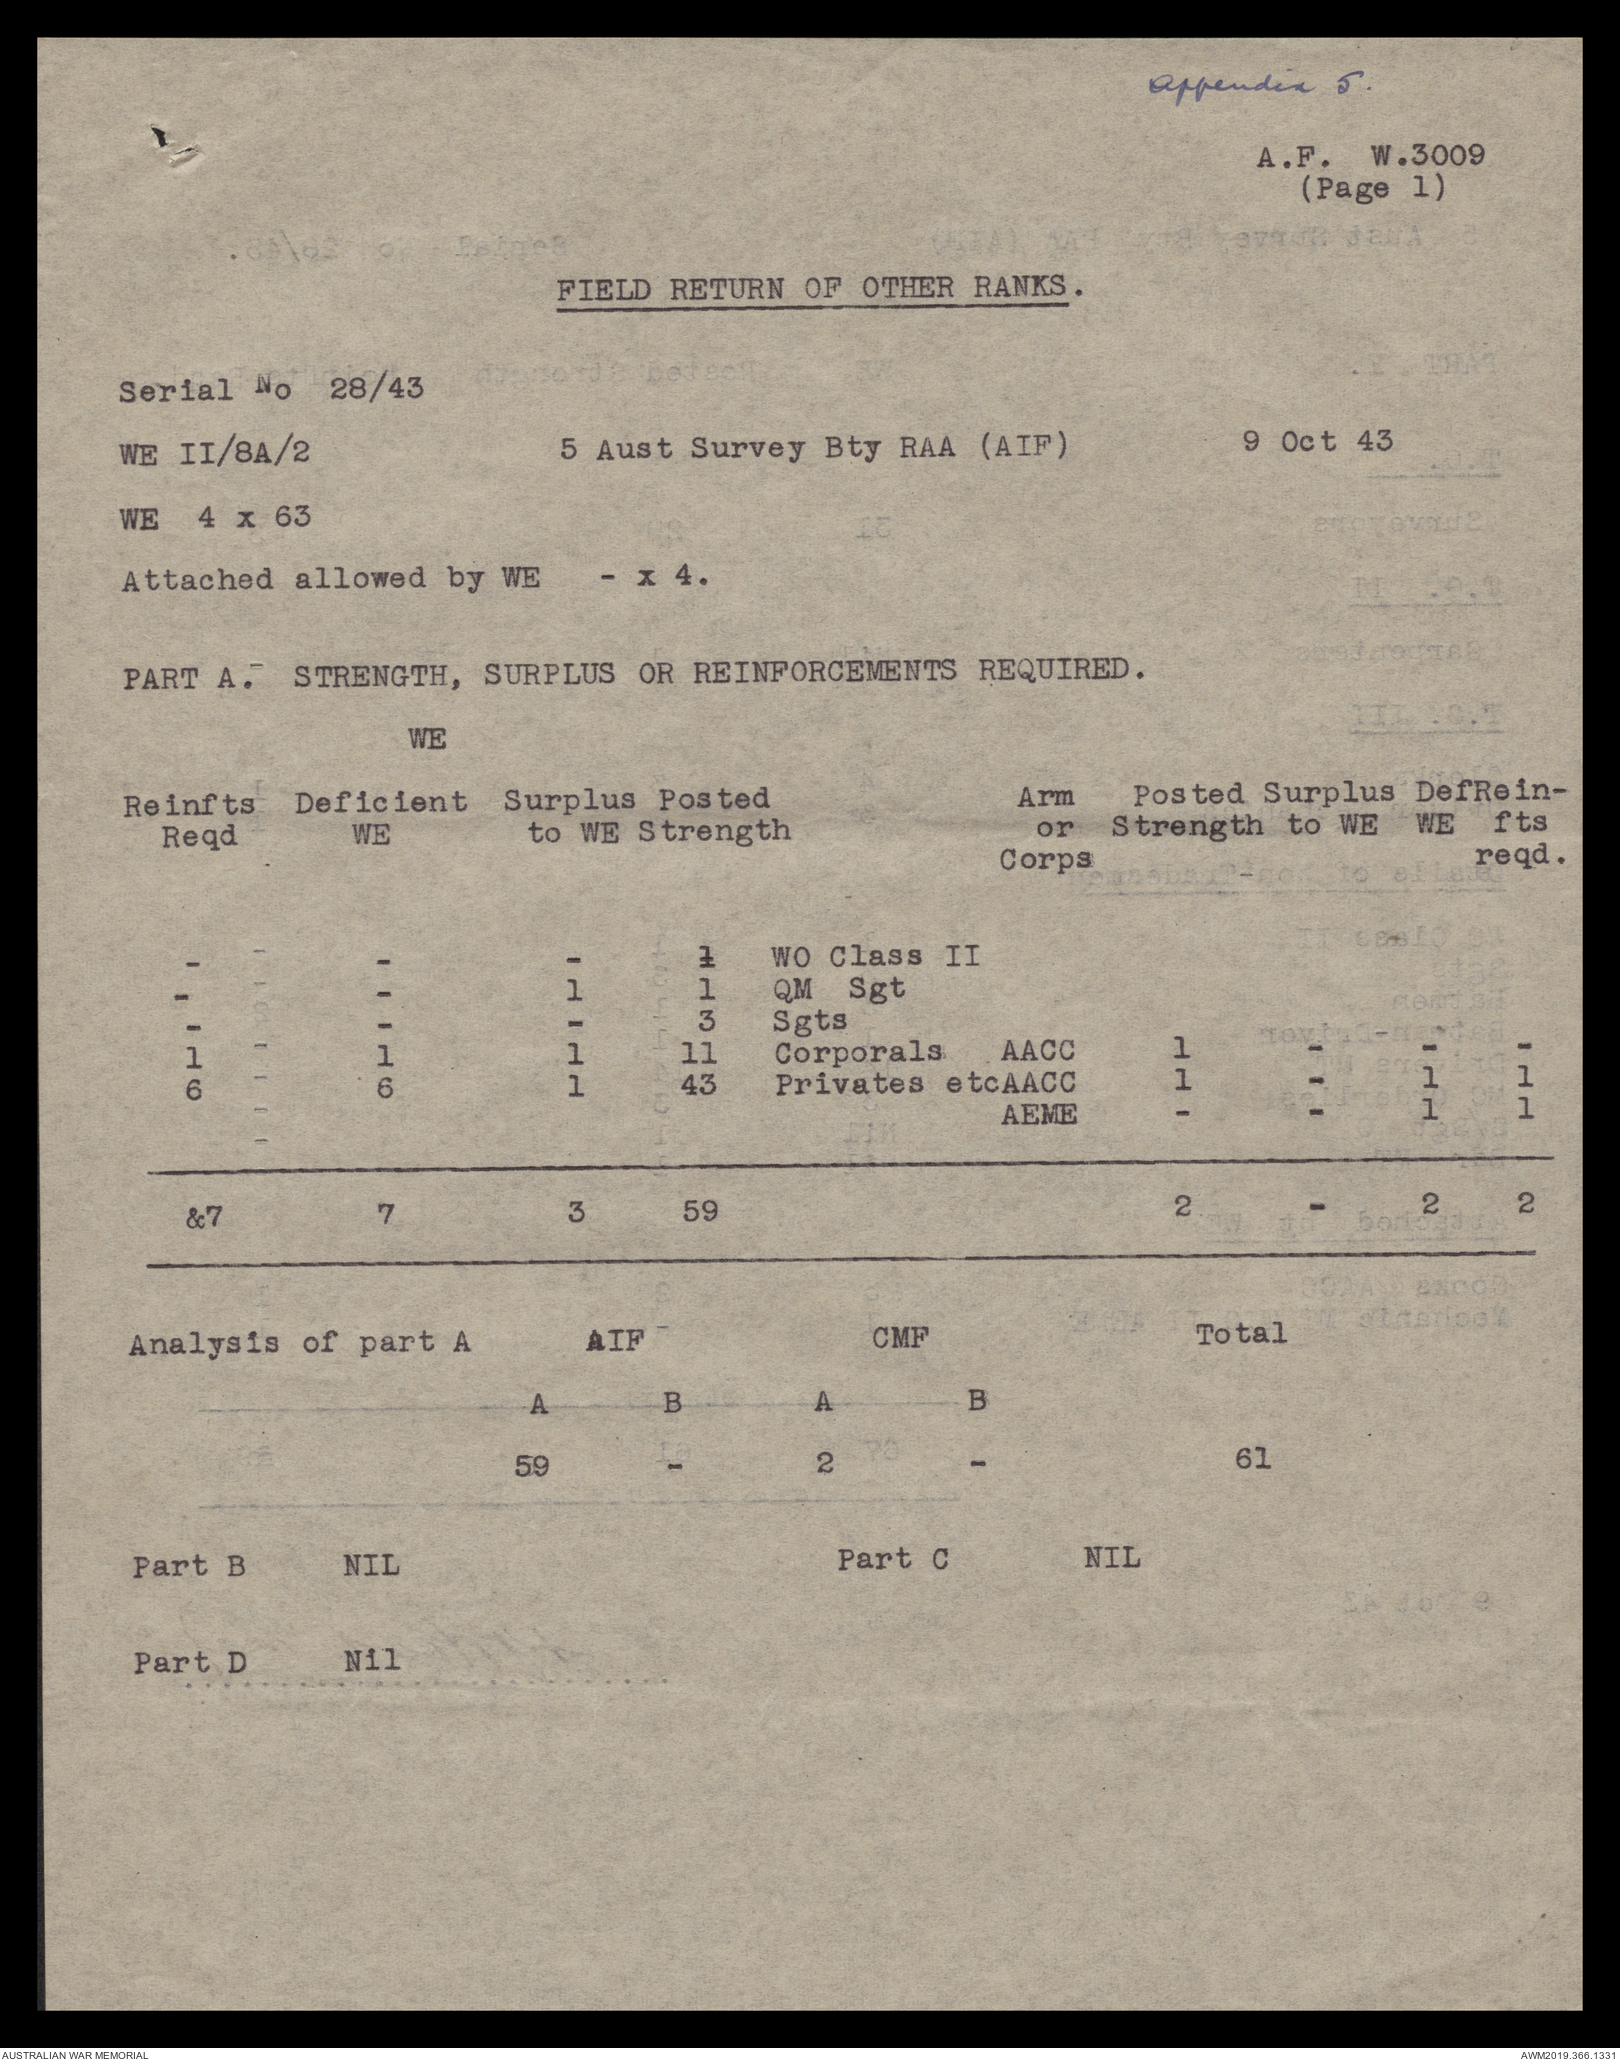 Appendix 5.
A.F. W.3009
(Page 1)
FIELD RETURN OF OTHER RANKS.
Serial No 28/43
WE II/8A/2 5 Aust Survey Bty RAA (AIF) 9 Oct 43
WE 4 x 63
Attached allowed by WE - x 4.
PART A.- STRENGTH, SURPLUS OR REINFORCEMENTS REQUIRED.
WE
Reinfts Deficient Surplus Posted Arm Posted Surplus DefRein-
Reqd WE to WE Strength or Strength to WE WE fts
Corps reqd.
- - - 1 WO Class II
- - 1 1 QM Sgt
- - - 3 Sgts
1 1 1 11 Corporals AACC 1 - - -
6 6 1 43 Privates etcAACC 1 - 1 1
AEME - - 1 1
&7 7 3 59 2 - 2 2
Analysis of part A AIF CMF Total
A B A B
59 - 2 - 61
Part B NIL Part C NIL
Part D Nil
AUSTRALIAN WAR MEMORIAL AWM2019.366.1331